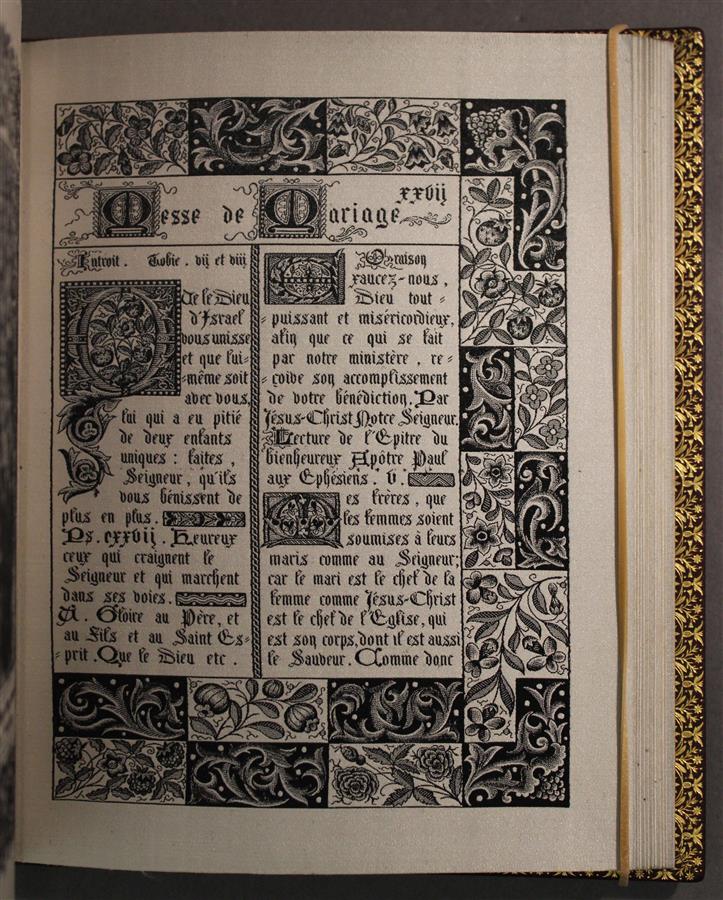 xxvij
Messe de Mariage
Introit . Tobie . vij et viij
Que le Dieu
d'Israel
vous unisse
et que lui-
-même soit
avec vous,
lui qui a eu pitié
de deux enfants
uniques : faites ,
Seigneur, qu'ils
vous bénissent de
plus en plus .
Ps. cxxvij . Heureux
ceux qui craignent le
Seigneur et qui marchent
dans ses voies .
V. Gloire au Père, et
au Fils et au Saint Es-
-prit . Que le Dieu etc .
Oraison
Exaucez-nous ,
Dieu tout-
-puissant et miséricordieux,
afin que ce qui se fait
par notre ministère , re-
-çoive son accomplissement
de votre bénédiction. Par
Jésus-Christ Notre Seigneur.
Lecture de l'Epitre du
bienheureux Apôtre Paul
aux Ephésiens . V .
Mes frères , que
les femmes soient
soumises à leurs
maris comme au Seigneur;
car le mari est le chef de la
femme comme Jésus-Christ
est le chef de l'Eglise, qui
est son corps, dont il est aussi
le Sauveur. Comme donc